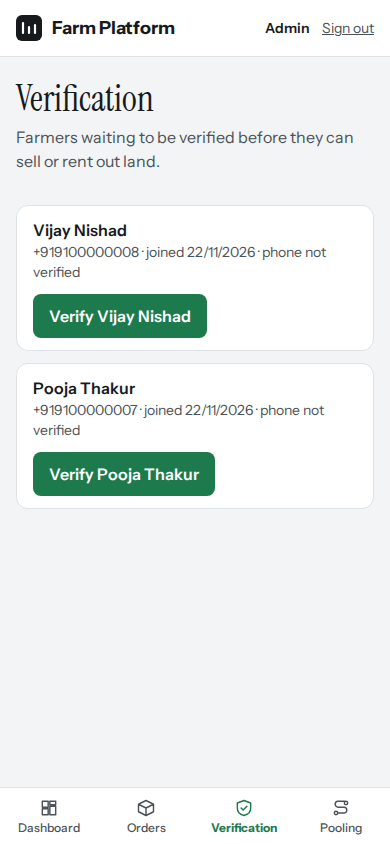 Farm Platform
Admin
Sign out
Verification
Farmers waiting to be verified before they can
sell or rent out land.
Vijay Nishad
+919100000008 · joined 22/11/2026 · phone not
verified
Verify Vijay Nishad
Pooja Thakur
+919100000007 · joined 22/11/2026 · phone not
verified
Verify Pooja Thakur
Dashboard
Orders
Verification
Pooling